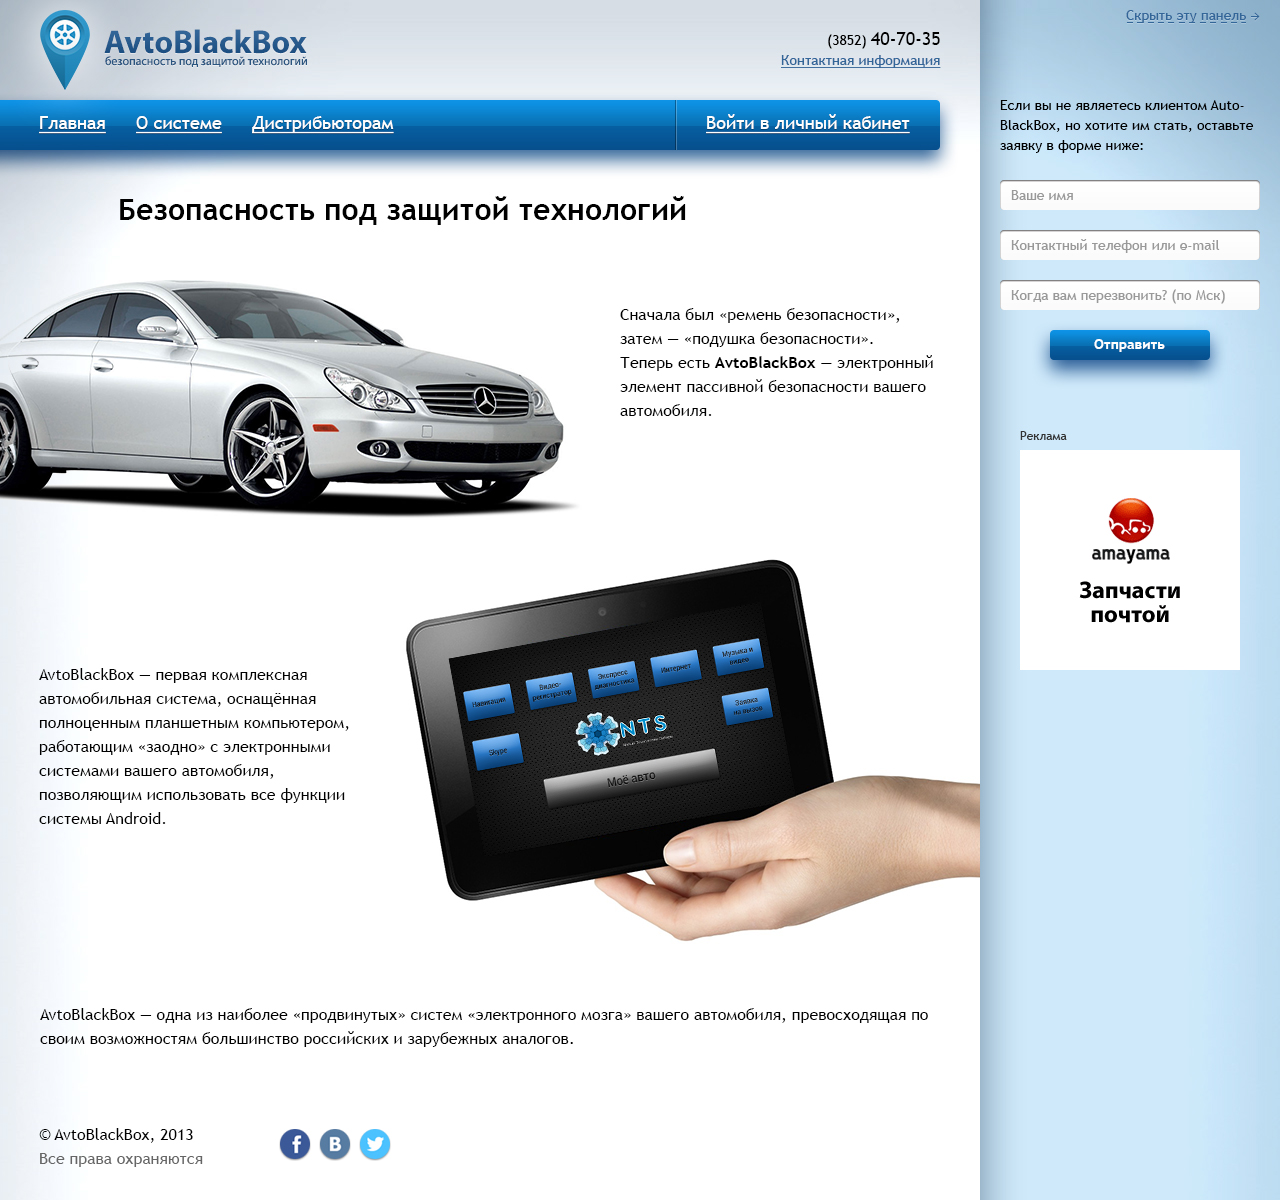 AvtoBlackBox
безопасность под защитой технологий
(3852) 40-70-35
Контактная информация
Главная
О системе
Дистрибьюторам
Войти в личный кабинет
Безопасность под защитой технологий
Сначала был «ремень безопасности»,
затем — «подушка безопасности».
Теперь есть AvtoBlackBox — электронный
элемент пассивной безопасности вашего
автомобиля.
AvtoBlackBox — первая комплексная
автомобильная система, оснащённая
полноценным планшетным компьютером,
работающим «заодно» с электронными
системами вашего автомобиля,
позволяющим использовать все функции
системы Android.
Навигация
Видео-
регистратор
Экспресс
диагностика
Интернет
Музыка и
видео
Skype
NTS
Заявка
на вызов
Моё авто
AvtoBlackBox — одна из наиболее «продвинутых» систем «электронного мозга» вашего автомобиля, превосходящая по
своим возможностям большинство российских и зарубежных аналогов.
© AvtoBlackBox, 2013
Все права охраняются
Скрыть эту панель →
Если вы не являетесь клиентом Auto-
BlackBox, но хотите им стать, оставьте
заявку в форме ниже:
Ваше имя
Контактный телефон или e-mail
Когда вам перезвонить? (по Мск)
Отправить
Реклама
amayama
Запчасти
почтой